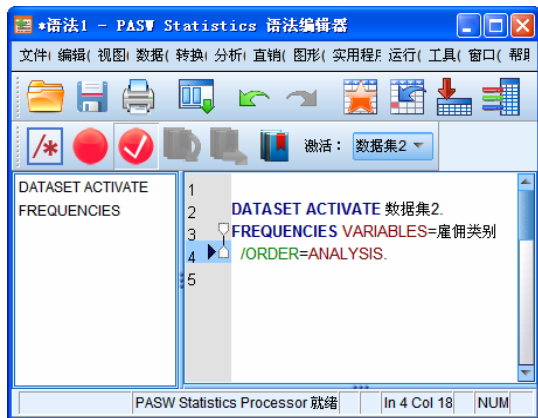 *语法1 - PASW Statistics 语法编辑器
文件( 编辑( 视图( 数据( 转换( 分析( 直销( 图形( 实用程序 运行( 工具( 窗口( 帮助
激活： 数据集2
DATASET ACTIVATE
FREQUENCIES
1
2 DATASET ACTIVATE 数据集2.
3 FREQUENCIES VARIABLES=雇佣类别
4 /ORDER=ANALYSIS.
5
PASW Statistics Processor 就绪 In 4 Col 18 NUM